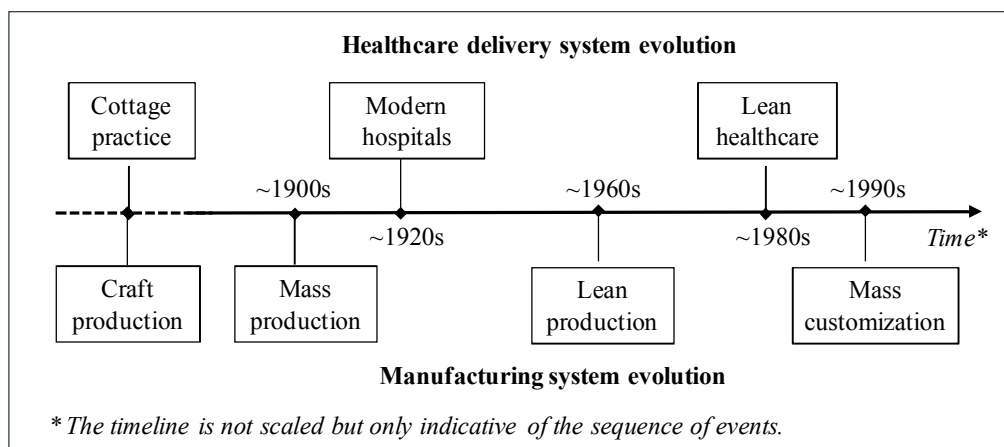 Healthcare delivery system evolution
Cottage
practice
Modern
hospitals
Lean
healthcare
~1900s
~1960s
~1990s
~1920s
~1980s
Time*
Craft
production
Mass
production
Lean
production
Mass
customization
Manufacturing system evolution
* The timeline is not scaled but only indicative of the sequence of events.